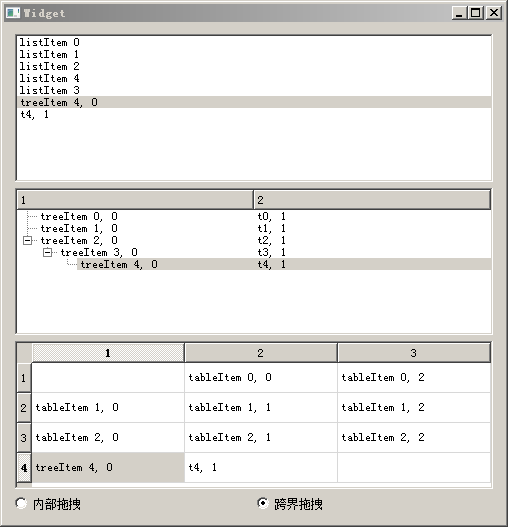 Widget
listItem 0
listItem 1
listItem 2
listItem 4
listItem 3
treeItem 4, 0
t4, 1
1 2
treeItem 0, 0 t0, 1
treeItem 1, 0 t1, 1
treeItem 2, 0 t2, 1
treeItem 3, 0 t3, 1
treeItem 4, 0 t4, 1
1 2 3
1 tableItem 0, 0 tableItem 0, 2
2 tableItem 1, 0 tableItem 1, 1 tableItem 1, 2
3 tableItem 2, 0 tableItem 2, 1 tableItem 2, 2
4 treeItem 4, 0 t4, 1
内部拖拽 跨界拖拽